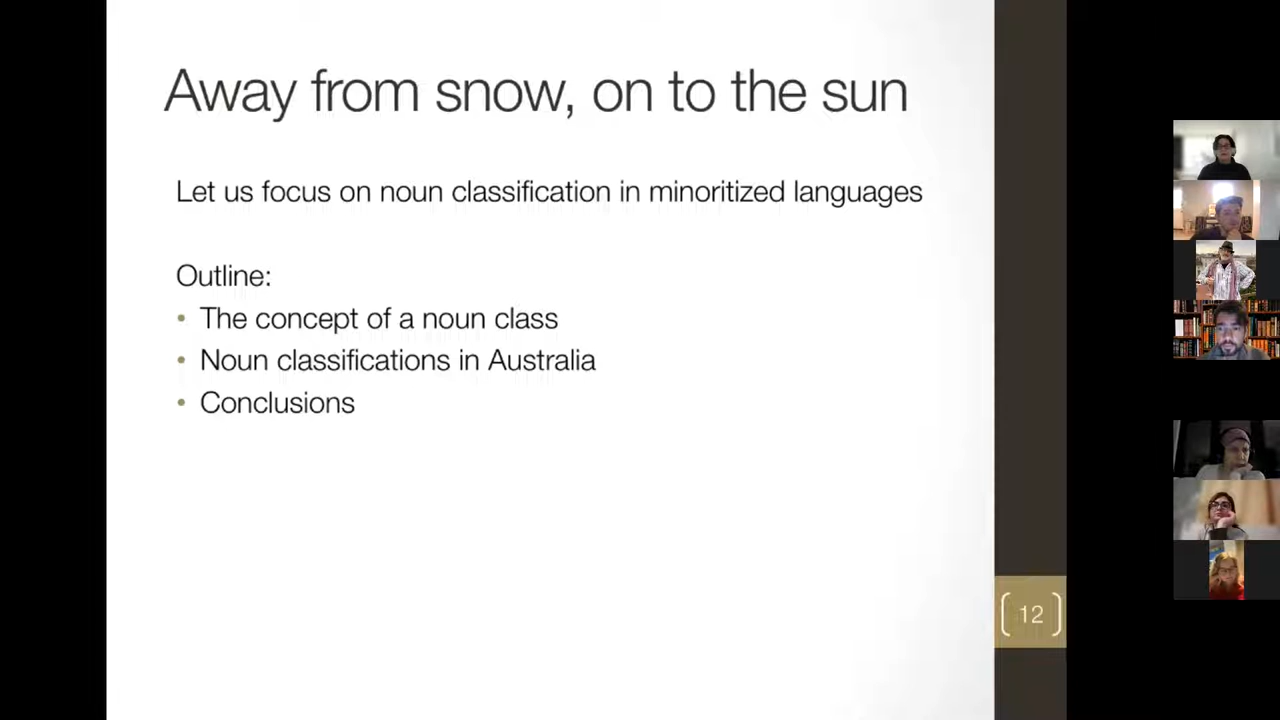 Away from snow, on to the sun
Let us focus on noun classification in minoritized languages
Outline:
• The concept of a noun class
• Noun classifications in Australia
• Conclusions
12